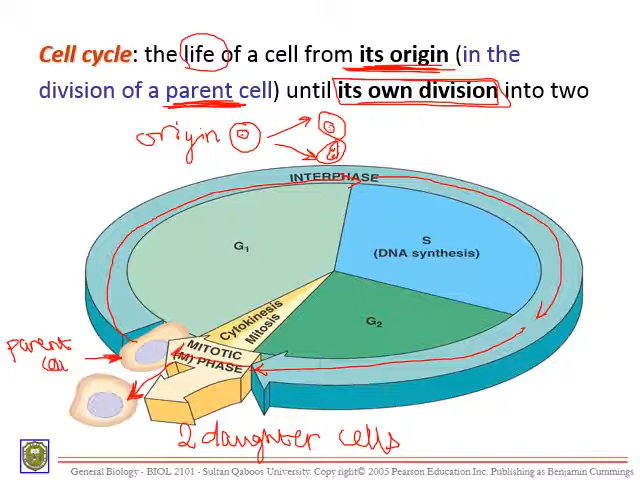 Cell cycle: the life of a cell from its origin (in the
division of a parent cell) until its own division into two
origin
INTERPHASE
G1
S
(DNA synthesis)
G2
Cytokinesis
Mitosis
MITOTIC
(M) PHASE
parent
2 daughter cells
General Biology - BIOL 2101 - Sultan Qaboos University. Copy right© 2005 Pearson Education Inc. Publishing as Benjamin Cummings